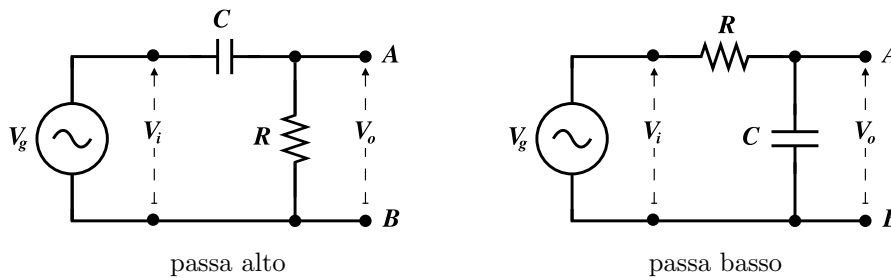 C
A
V_g
V_i
R
V_o
B
passa alto
R
A
V_g
V_i
C
V_o
passa basso